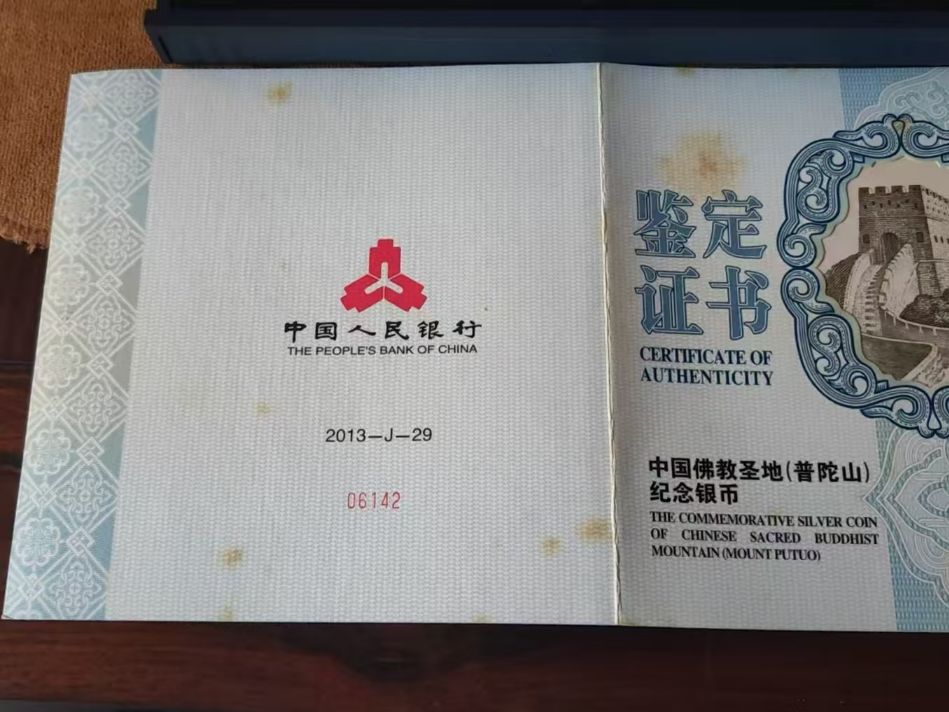 中国人民银行
THE PEOPLE'S BANK OF CHINA
2013-J-29
06142
鉴定
证书
CERTIFICATE OF
AUTHENTICITY
中国佛教圣地(普陀山)
纪念银币
THE COMMEMORATIVE SILVER COIN
OF CHINESE SACRED BUDDHIST
MOUNTAIN (MOUNT PUTUO)